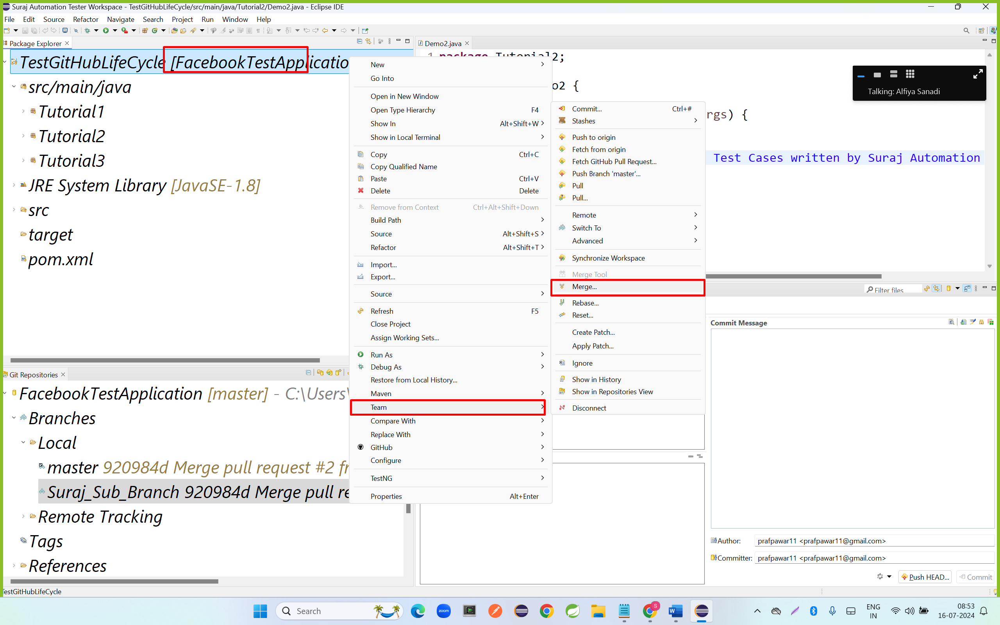 Suraj Automation Tester Workspace - TestGitHubLifeCycle/src/main/java/Tutorial2/Demo2.java - Eclipse IDE
File Edit Source Refactor Navigate Search Project Run Window Help
Package Explorer
TestGitHubLifeCycle [FacebookTestApplicatio
src/main/java
Tutorial1
Tutorial2
Tutorial3
JRE System Library [JavaSE-1.8]
src
target
pom.xml
Git Repositories
FacebookTestApplication [master] - C:\Users\
Branches
Local
master 920984d Merge pull request #2 fr
Suraj_Sub_Branch 920984d Merge pull re
Remote Tracking
Tags
References
TestGitHubLifeCycle
New
Go Into
Open in New Window
Open Type Hierarchy F4
Show In Alt+Shift+W
Show in Local Terminal
Copy Ctrl+C
Copy Qualified Name
Paste Ctrl+V
Delete Delete
Remove from Context Ctrl+Alt+Shift+Down
Build Path
Source Alt+Shift+S
Refactor Alt+Shift+T
Import...
Export...
Source
Refresh F5
Close Project
Assign Working Sets...
Run As
Debug As
Restore from Local History...
Maven
Team
Compare With
Replace With
GitHub
Configure
TestNG
Properties Alt+Enter
Commit... Ctrl+#
Stashes
Push to origin
Fetch from origin
Fetch GitHub Pull Request...
Push Branch 'master'...
Pull
Pull...
Remote
Switch To
Advanced
Synchronize Workspace
Merge Tool
Merge...
Rebase...
Reset...
Create Patch...
Apply Patch...
Ignore
Show in History
Show in Repositories View
Disconnect
Demo2.java
1 package Tutorial2;
o2 {
rgs) {
Test Cases written by Suraj Automation
Talking: Alfiya Sanadi
Filter files
Commit Message
Author: prafpawar11 <prafpawar11@gmail.com>
Committer: prafpawar11 <prafpawar11@gmail.com>
Push HEAD... Commit
Search
zoom
S
ENG
IN
08:53
16-07-2024